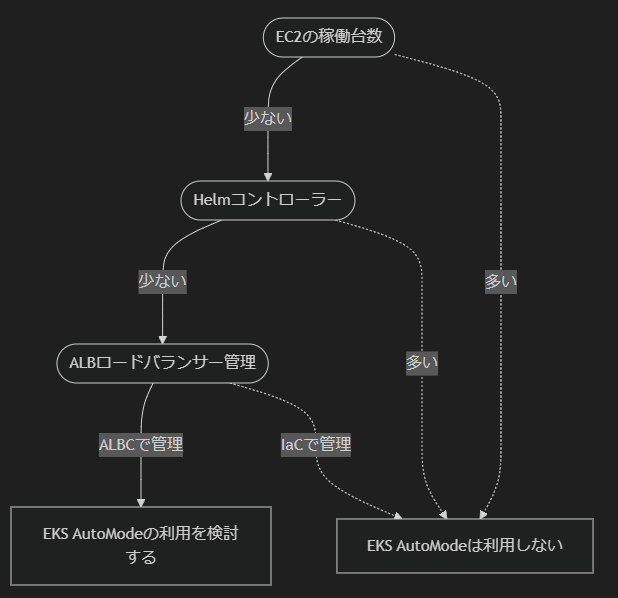 EC2の稼働台数
少ない
Helmコントローラー
少ない
多い
ALBロードバランサー管理
多い
ALBCで管理
IaCで管理
EKS AutoModeの利用を検討
する
EKS AutoModeは利用しない